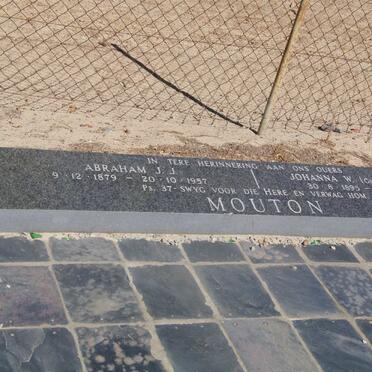 IN TERE HERINNERING AAN ONS OUERS
ABRAHAM J. J. JOHANNA W.
9·12·1879 – 20·10·1957 30·8·1895
Ps. 37- SWYG VOOR DIE HERE EN VERWAG HOM
MOUTON